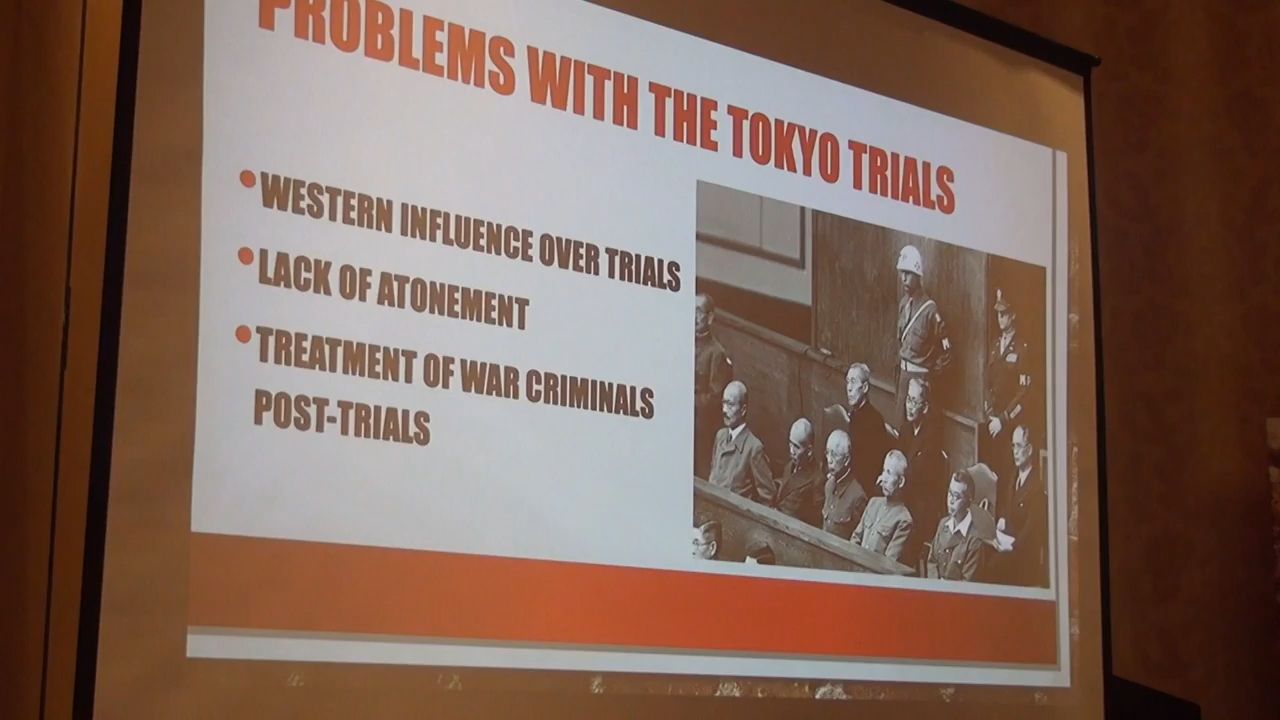 PROBLEMS WITH THE TOKYO TRIALS
• WESTERN INFLUENCE OVER TRIALS
• LACK OF ATONEMENT
• TREATMENT OF WAR CRIMINALS
POST-TRIALS